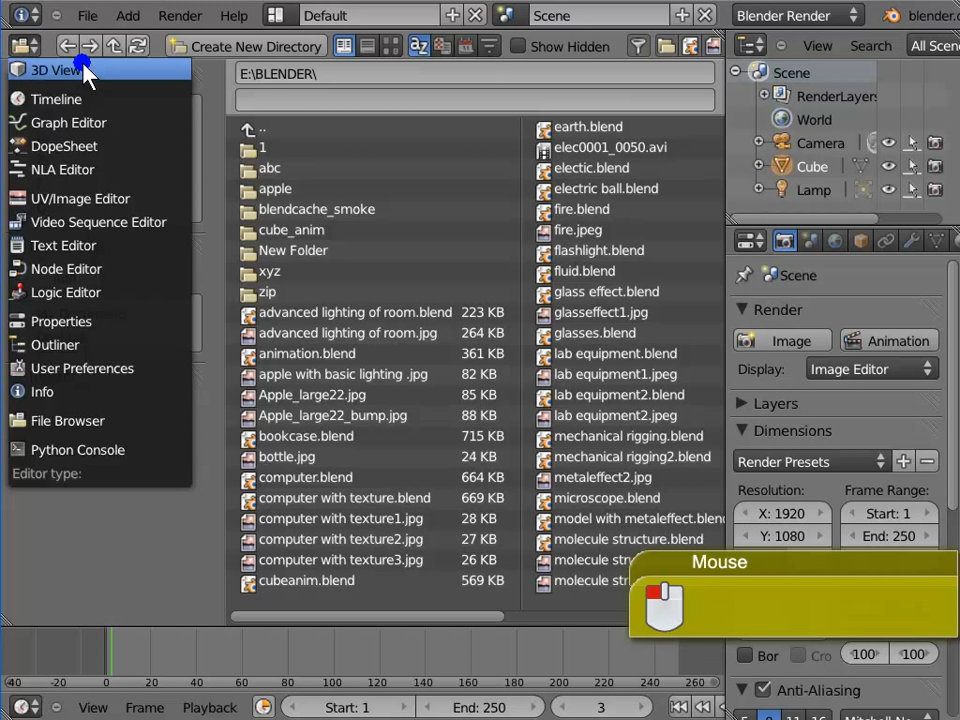 File Add Render Help Default Scene Blender Render blender.
Create New Directory Show Hidden View Search All Scen
3D View
Timeline
Graph Editor
DopeSheet
NLA Editor
UV/Image Editor
Video Sequence Editor
Text Editor
Node Editor
Logic Editor
Properties
Outliner
User Preferences
Info
File Browser
Python Console
Editor type:
E:\BLENDER\
..
1
abc
apple
blendcache_smoke
cube_anim
New Folder
xyz
zip
advanced lighting of room.blend 223 KB
advanced lighting of room.jpg 264 KB
animation.blend 361 KB
apple with basic lighting .jpg 82 KB
Apple_large22.jpg 85 KB
Apple_large22_bump.jpg 88 KB
bookcase.blend 715 KB
bottle.jpg 24 KB
computer.blend 664 KB
computer with texture.blend 669 KB
computer with texture1.jpg 28 KB
computer with texture2.jpg 27 KB
computer with texture3.jpg 26 KB
cubeanim.blend 569 KB
earth.blend
elec0001_0050.avi
electic.blend
electric ball.blend
fire.blend
fire.jpeg
flashlight.blend
fluid.blend
glass effect.blend
glasseffect1.jpg
glasses.blend
lab equipment.blend
lab equipment1.jpeg
lab equipment2.blend
lab equipment2.jpeg
mechanical rigging.blend
mechanical rigging2.blend
metaleffect2.jpg
microscope.blend
model with metaleffect.blend
molecule structure.blend
molecule str
molecule str
Scene
RenderLayers
World
Camera
Cube
Lamp
Scene
Render
Image Animation
Display: Image Editor
Layers
Dimensions
Render Presets
Resolution: Frame Range:
X: 1920 Start: 1
Y: 1080 End: 250
Mouse
Bor Cro 100 100
Anti-Aliasing
-40 -20 0 20 40 60 80 100 120 140 160 180 200 220 240 260
View Frame Playback Start: 1 End: 250 3